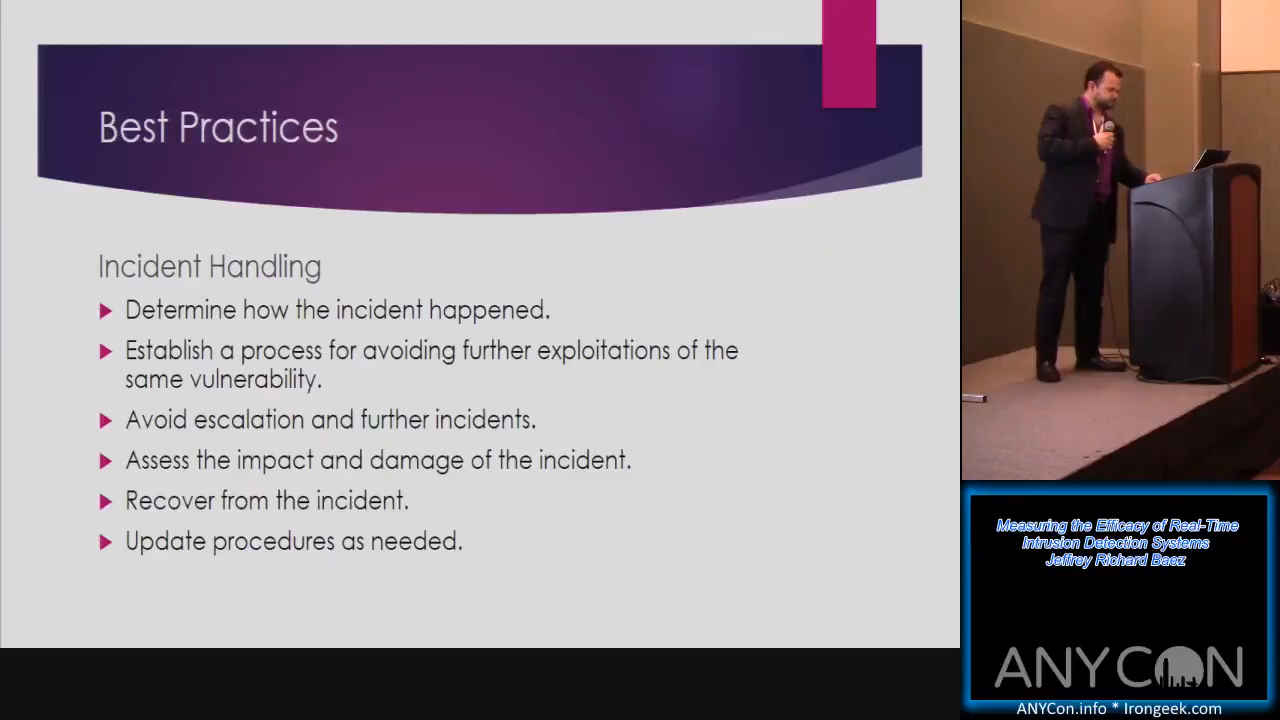 Best Practices
Incident Handling
Determine how the incident happened.
Establish a process for avoiding further exploitations of the
same vulnerability.
Avoid escalation and further incidents.
Assess the impact and damage of the incident.
Recover from the incident.
Update procedures as needed.
Measuring the Efficacy of Real-Time
Intrusion Detection Systems
Jeffrey Richard Baez
ANYCON
ANYCon.info * Irongeek.com